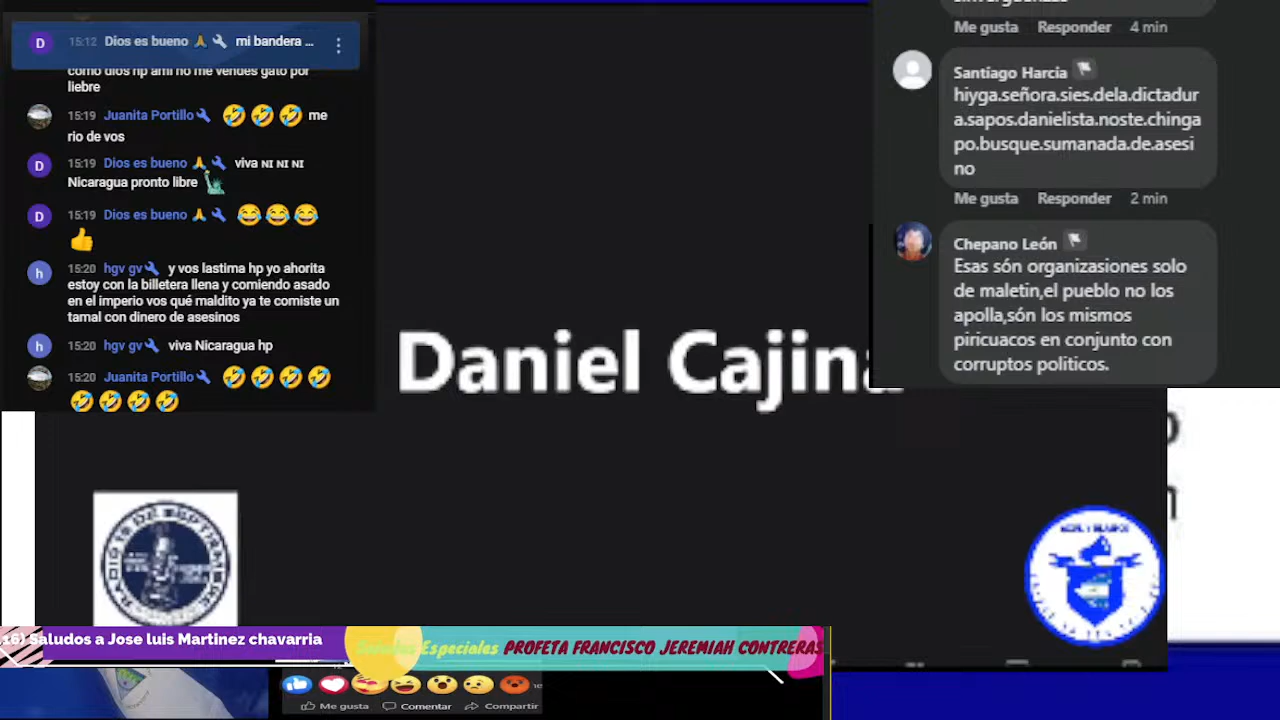 15:12 Dios es bueno 🙏 🔧 mi bandera ...
como dios hp ami no me vendes gato por
liebre
15:19 Juanita Portillo 🔧 🤣 🤣 🤣 me
rio de vos
15:19 Dios es bueno 🙏 🔧 viva ɴɪ ɴɪ ɴɪ
Nicaragua pronto libre 🗽
15:19 Dios es bueno 🙏 🔧 😂 😂 😂
👍
15:20 hgv gv 🔧 y vos lastima hp yo ahorita
estoy con la billetera llena y comiendo asado
en el imperio vos qué maldito ya te comiste un
tamal con dinero de asesinos
15:20 hgv gv 🔧 viva Nicaragua hp
15:20 Juanita Portillo 🔧 🤣 🤣 🤣 🤣
🤣 🤣 🤣 🤣
Me gusta Responder 4 min
Santiago Harcia
hiyga.señora.sies.dela.dictadur
a.sapos.danielista.noste.chinga
po.busque.sumanada.de.asesi
no
Me gusta Responder 2 min
Chepano León
Esas són organizasiones solo
de maletin,el pueblo no los
apolla,són los mismos
piricuacos en conjunto con
corruptos politicos.
Daniel Cajina
16) Saludos a Jose luis Martinez chavarria
Especiales PROFETA FRANCISCO JEREMIAH CONTRERAS
Me gusta Comentar Compartir